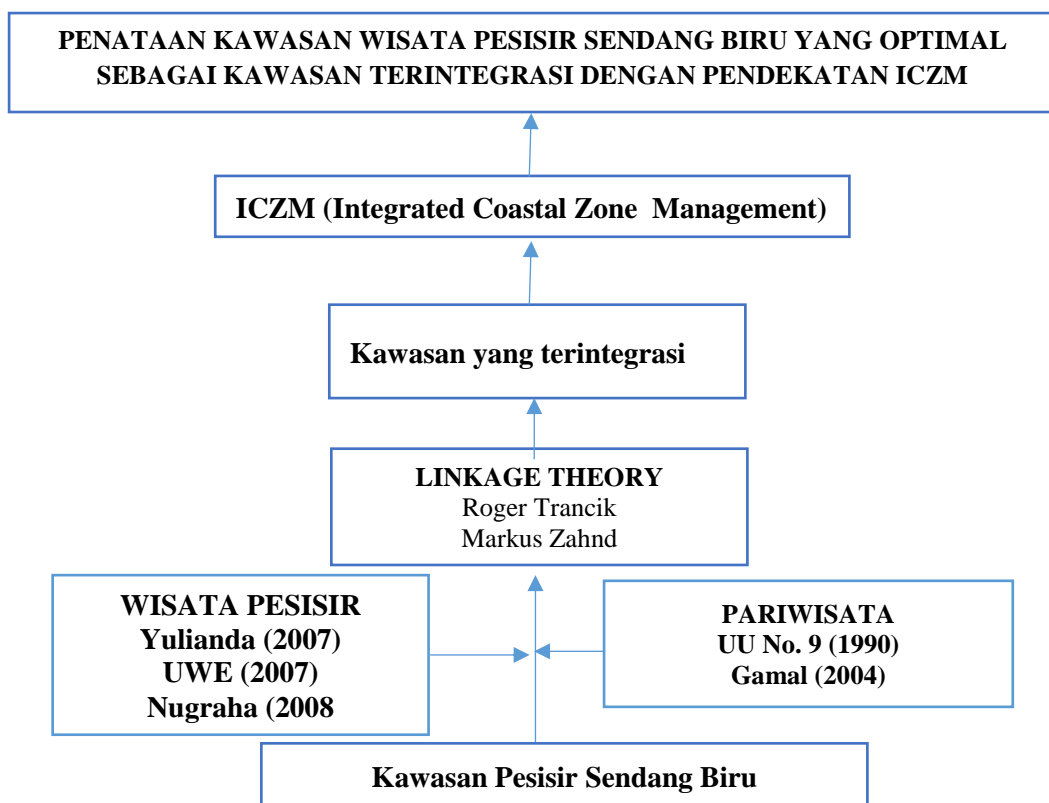 PENATAAN KAWASAN WISATA PESISIR SENDANG BIRU YANG OPTIMAL
SEBAGAI KAWASAN TERINTEGRASI DENGAN PENDEKATAN ICZM
ICZM (Integrated Coastal Zone Management)
Kawasan yang terintegrasi
LINKAGE THEORY
Roger Trancik
Markus Zahnd
WISATA PESISIR
Yulianda (2007)
UWE (2007)
Nugraha (2008
PARIWISATA
UU No. 9 (1990)
Gamal (2004)
Kawasan Pesisir Sendang Biru